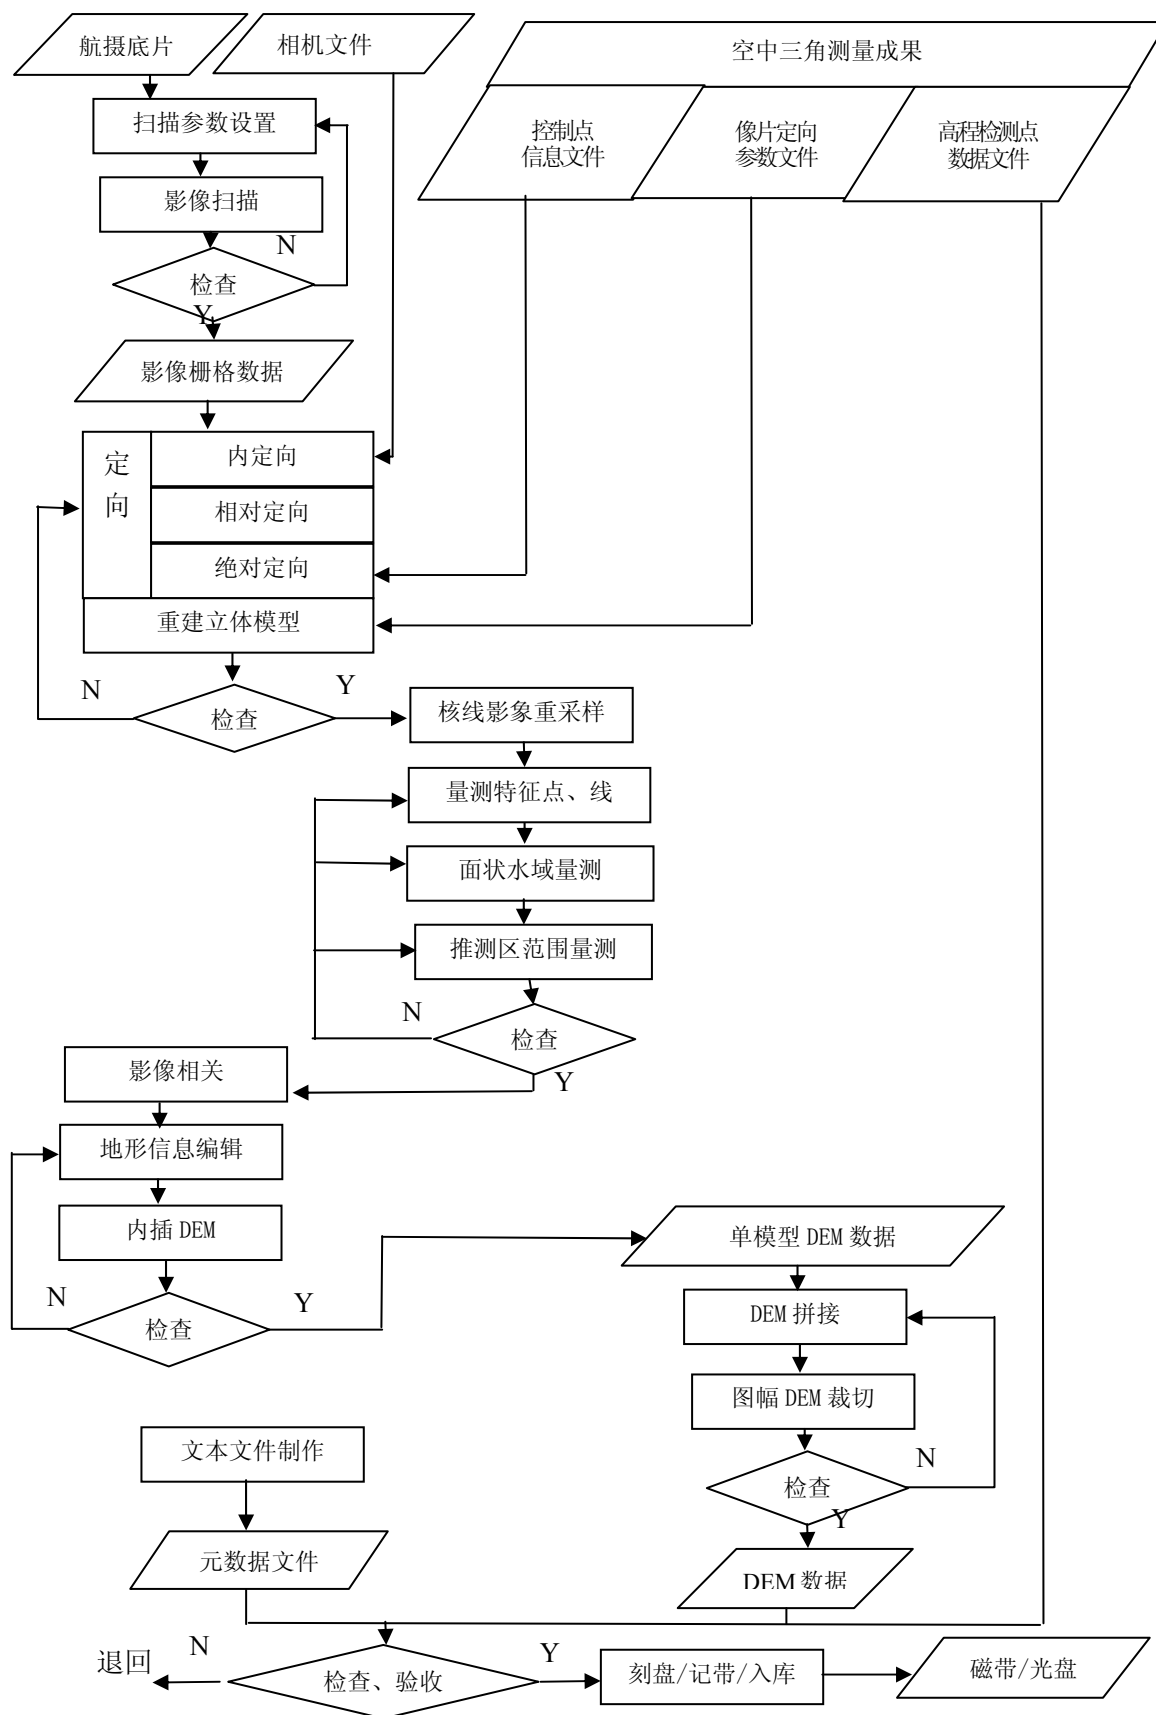 航摄底片
相机文件
空中三角测量成果
控制点
信息文件
像片定向
参数文件
高程检测点
数据文件
扫描参数设置
影像扫描
N
检查
Y
影像栅格数据
定
向
内定向
相对定向
绝对定向
重建立体模型
N
Y
检查
核线影象重采样
量测特征点、线
面状水域量测
推测区范围量测
N
检查
Y
影像相关
地形信息编辑
内插 DEM
N
Y
检查
单模型 DEM 数据
DEM 拼接
图幅 DEM 裁切
N
检查
Y
DEM 数据
文本文件制作
元数据文件
退回
N
检查、验收
Y
刻盘/记带/入库
磁带/光盘